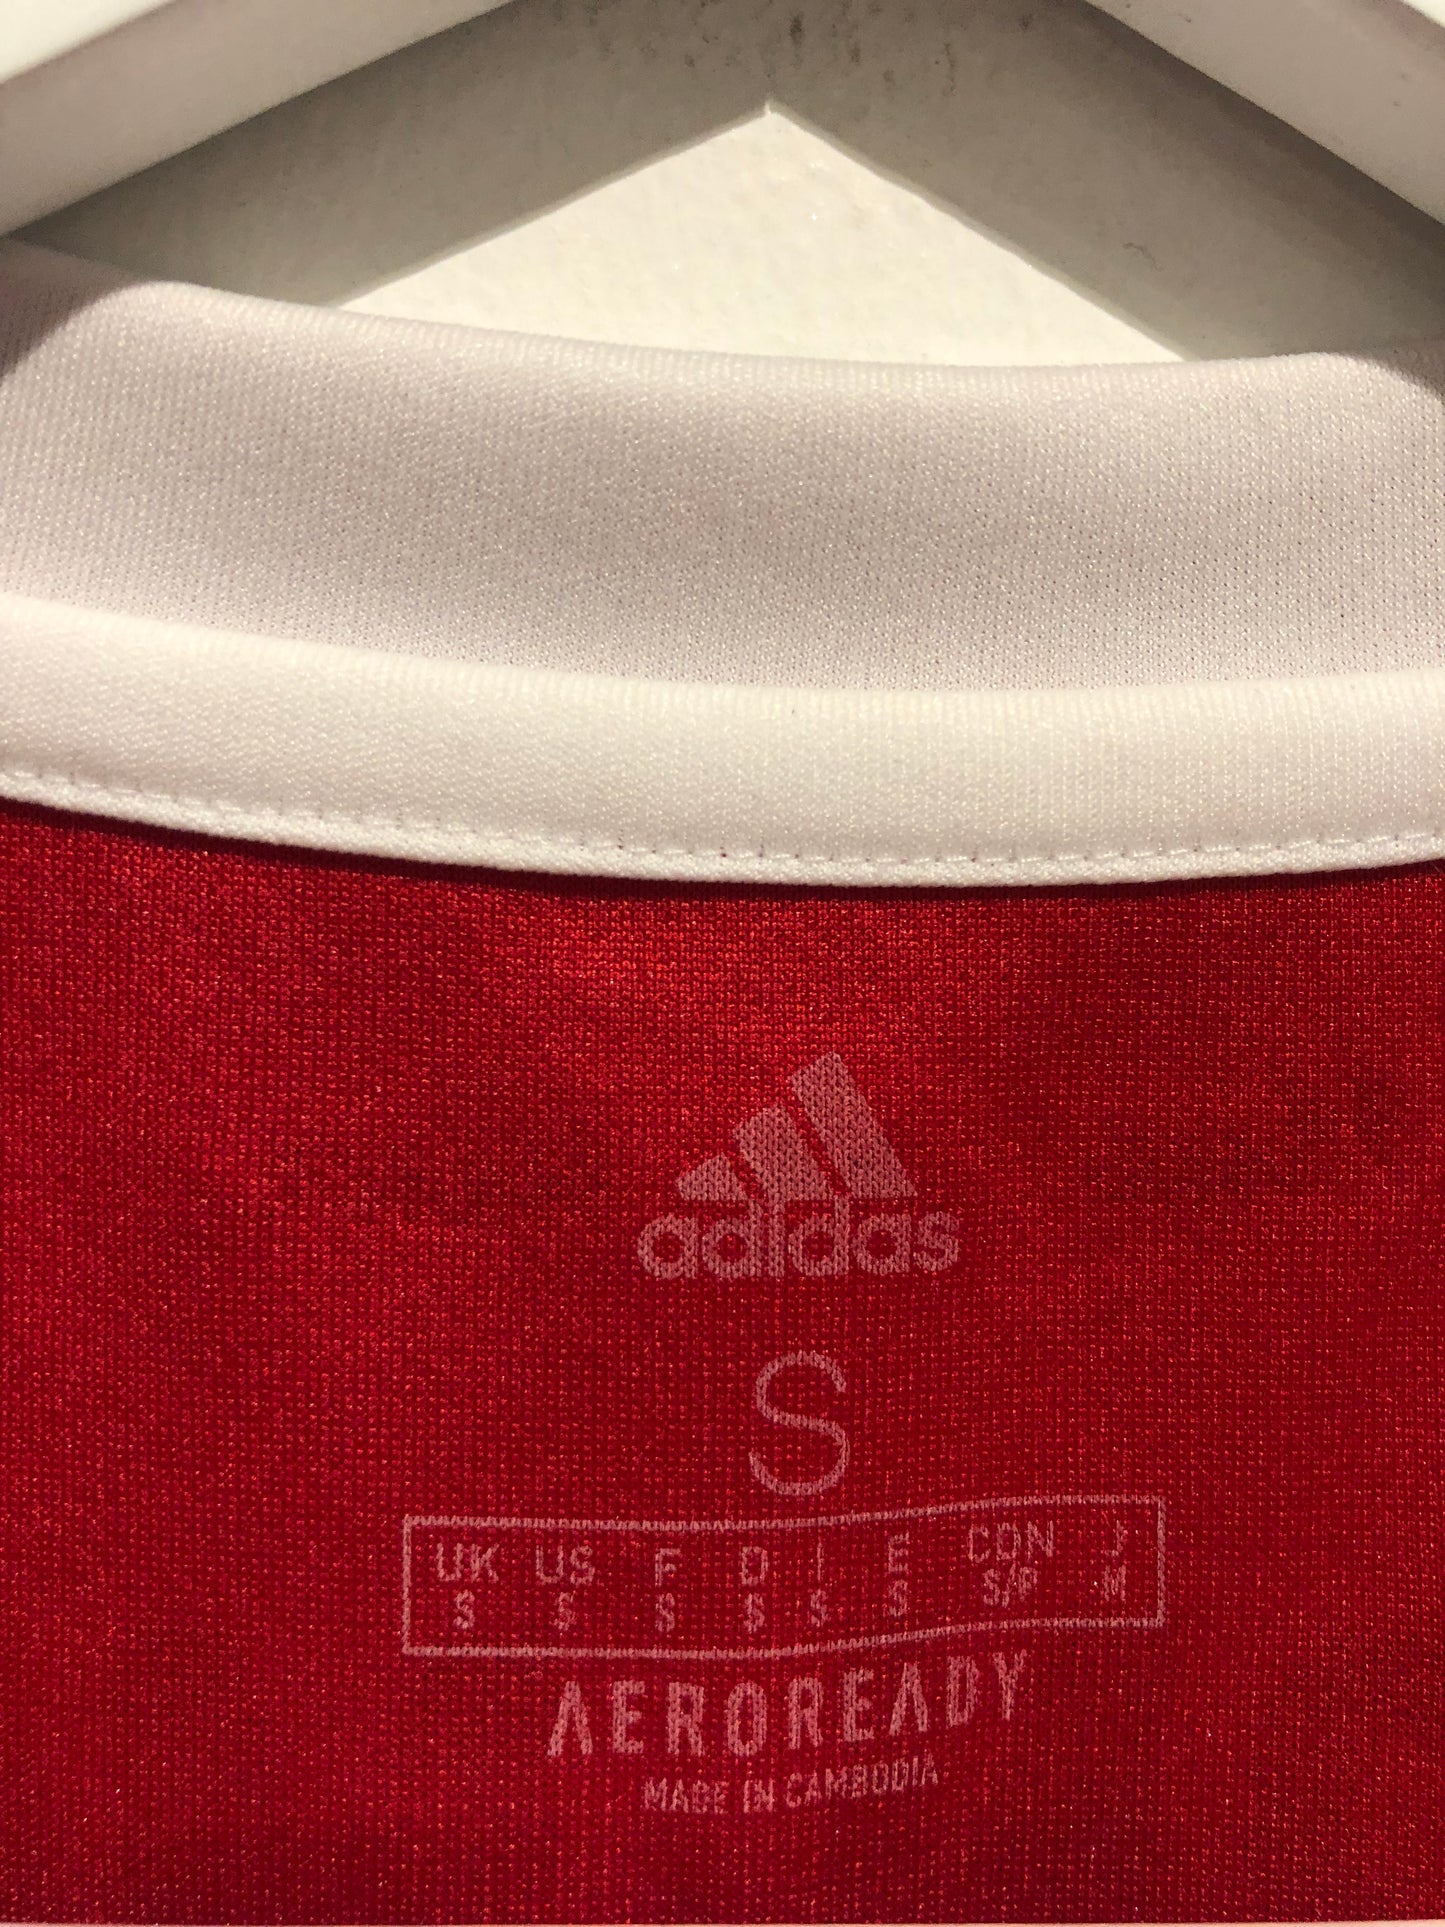 adidas
S
UK US F D I E CDN J
S S S S S S S/P M
AEROREADY
MADE IN CAMBODIA